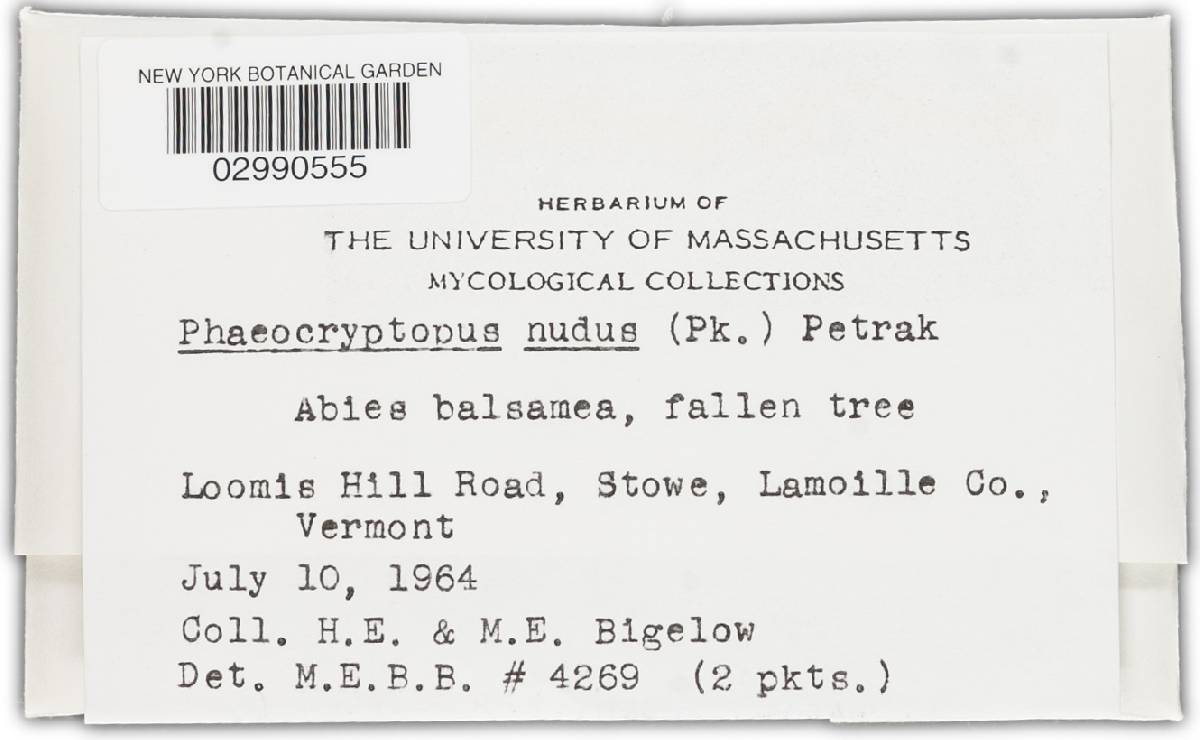 NEW YORK BOTANICAL GARDEN
02990555
HERBARIUM OF
THE UNIVERSITY OF MASSACHUSETTS
MYCOLOGICAL COLLECTIONS
Phaeocryptopus nudus (Pk.) Petrak
Abies balsamea, fallen tree
Loomis Hill Road, Stowe, Lamoille Co.,
Vermont
July 10, 1964
Coll. H.E. & M.E. Bigelow
Det. M.E.B.B. # 4269 (2 pkts.)